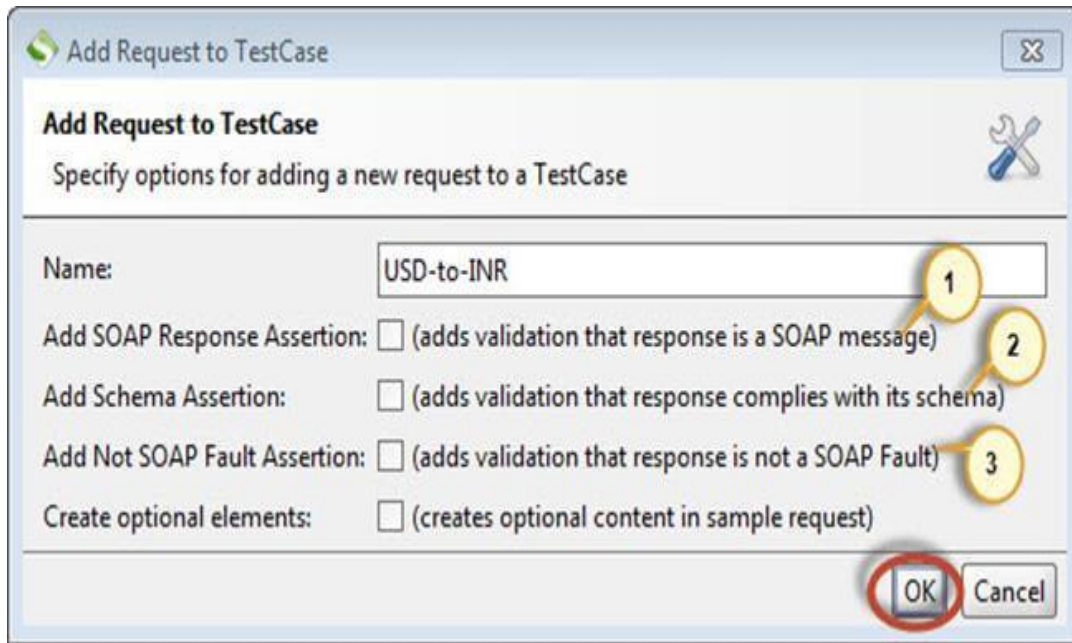 Add Request to TestCase
Add Request to TestCase
Specify options for adding a new request to a TestCase
Name: USD-to-INR
1
Add SOAP Response Assertion: (adds validation that response is a SOAP message)
2
Add Schema Assertion: (adds validation that response complies with its schema)
Add Not SOAP Fault Assertion: (adds validation that response is not a SOAP Fault)
3
Create optional elements: (creates optional content in sample request)
OK Cancel